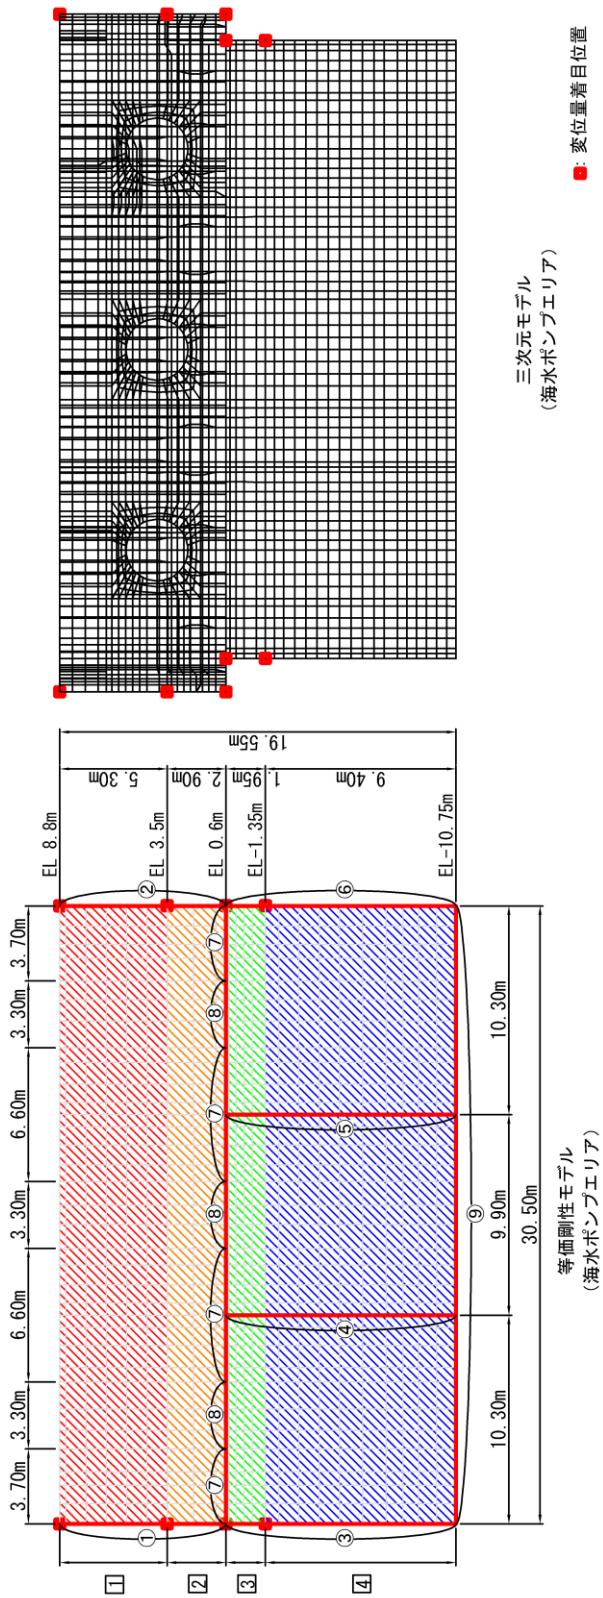 3.70m
3.30m
6.60m
3.30m
6.60m
3.30m
3.70m
1
2
3
4
①
②
EL 8.8m
EL 3.5m
EL 0.6m
EL-1.35m
EL-10.75m
5.30m
2.90m
1.95m
9.40m
19.55m
⑦
⑧
⑦
⑧
⑦
⑧
⑦
③
④
⑤
⑥
⑨
10.30m
9.90m
10.30m
30.50m
等価剛性モデル
(海水ポンプエリア)
三次元モデル
(海水ポンプエリア)
: 変位量着目位置